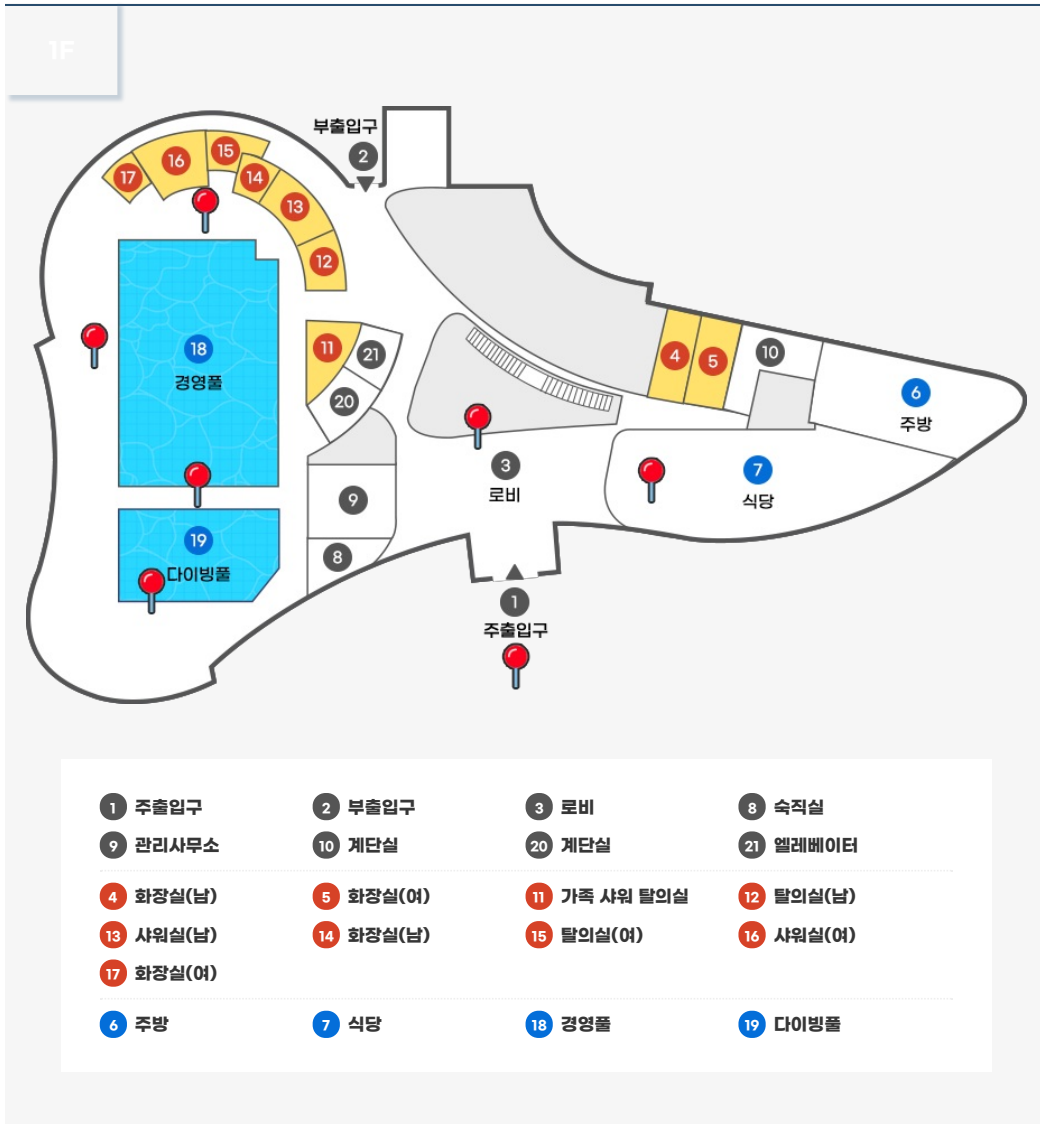 1F
부출입구
2
17
16
15
14
13
12
11
21
20
18
경영풀
4
5
10
6
주방
3
로비
7
식당
9
8
19
다이빙풀
1
주출입구
1 주출입구 2 부출입구 3 로비 8 숙직실
9 관리사무소 10 계단실 20 계단실 21 엘레베이터
4 화장실(남) 5 화장실(여) 11 가족 샤워 탈의실 12 탈의실(남)
13 샤워실(남) 14 화장실(남) 15 탈의실(여) 16 샤워실(여)
17 화장실(여)
6 주방 7 식당 18 경영풀 19 다이빙풀